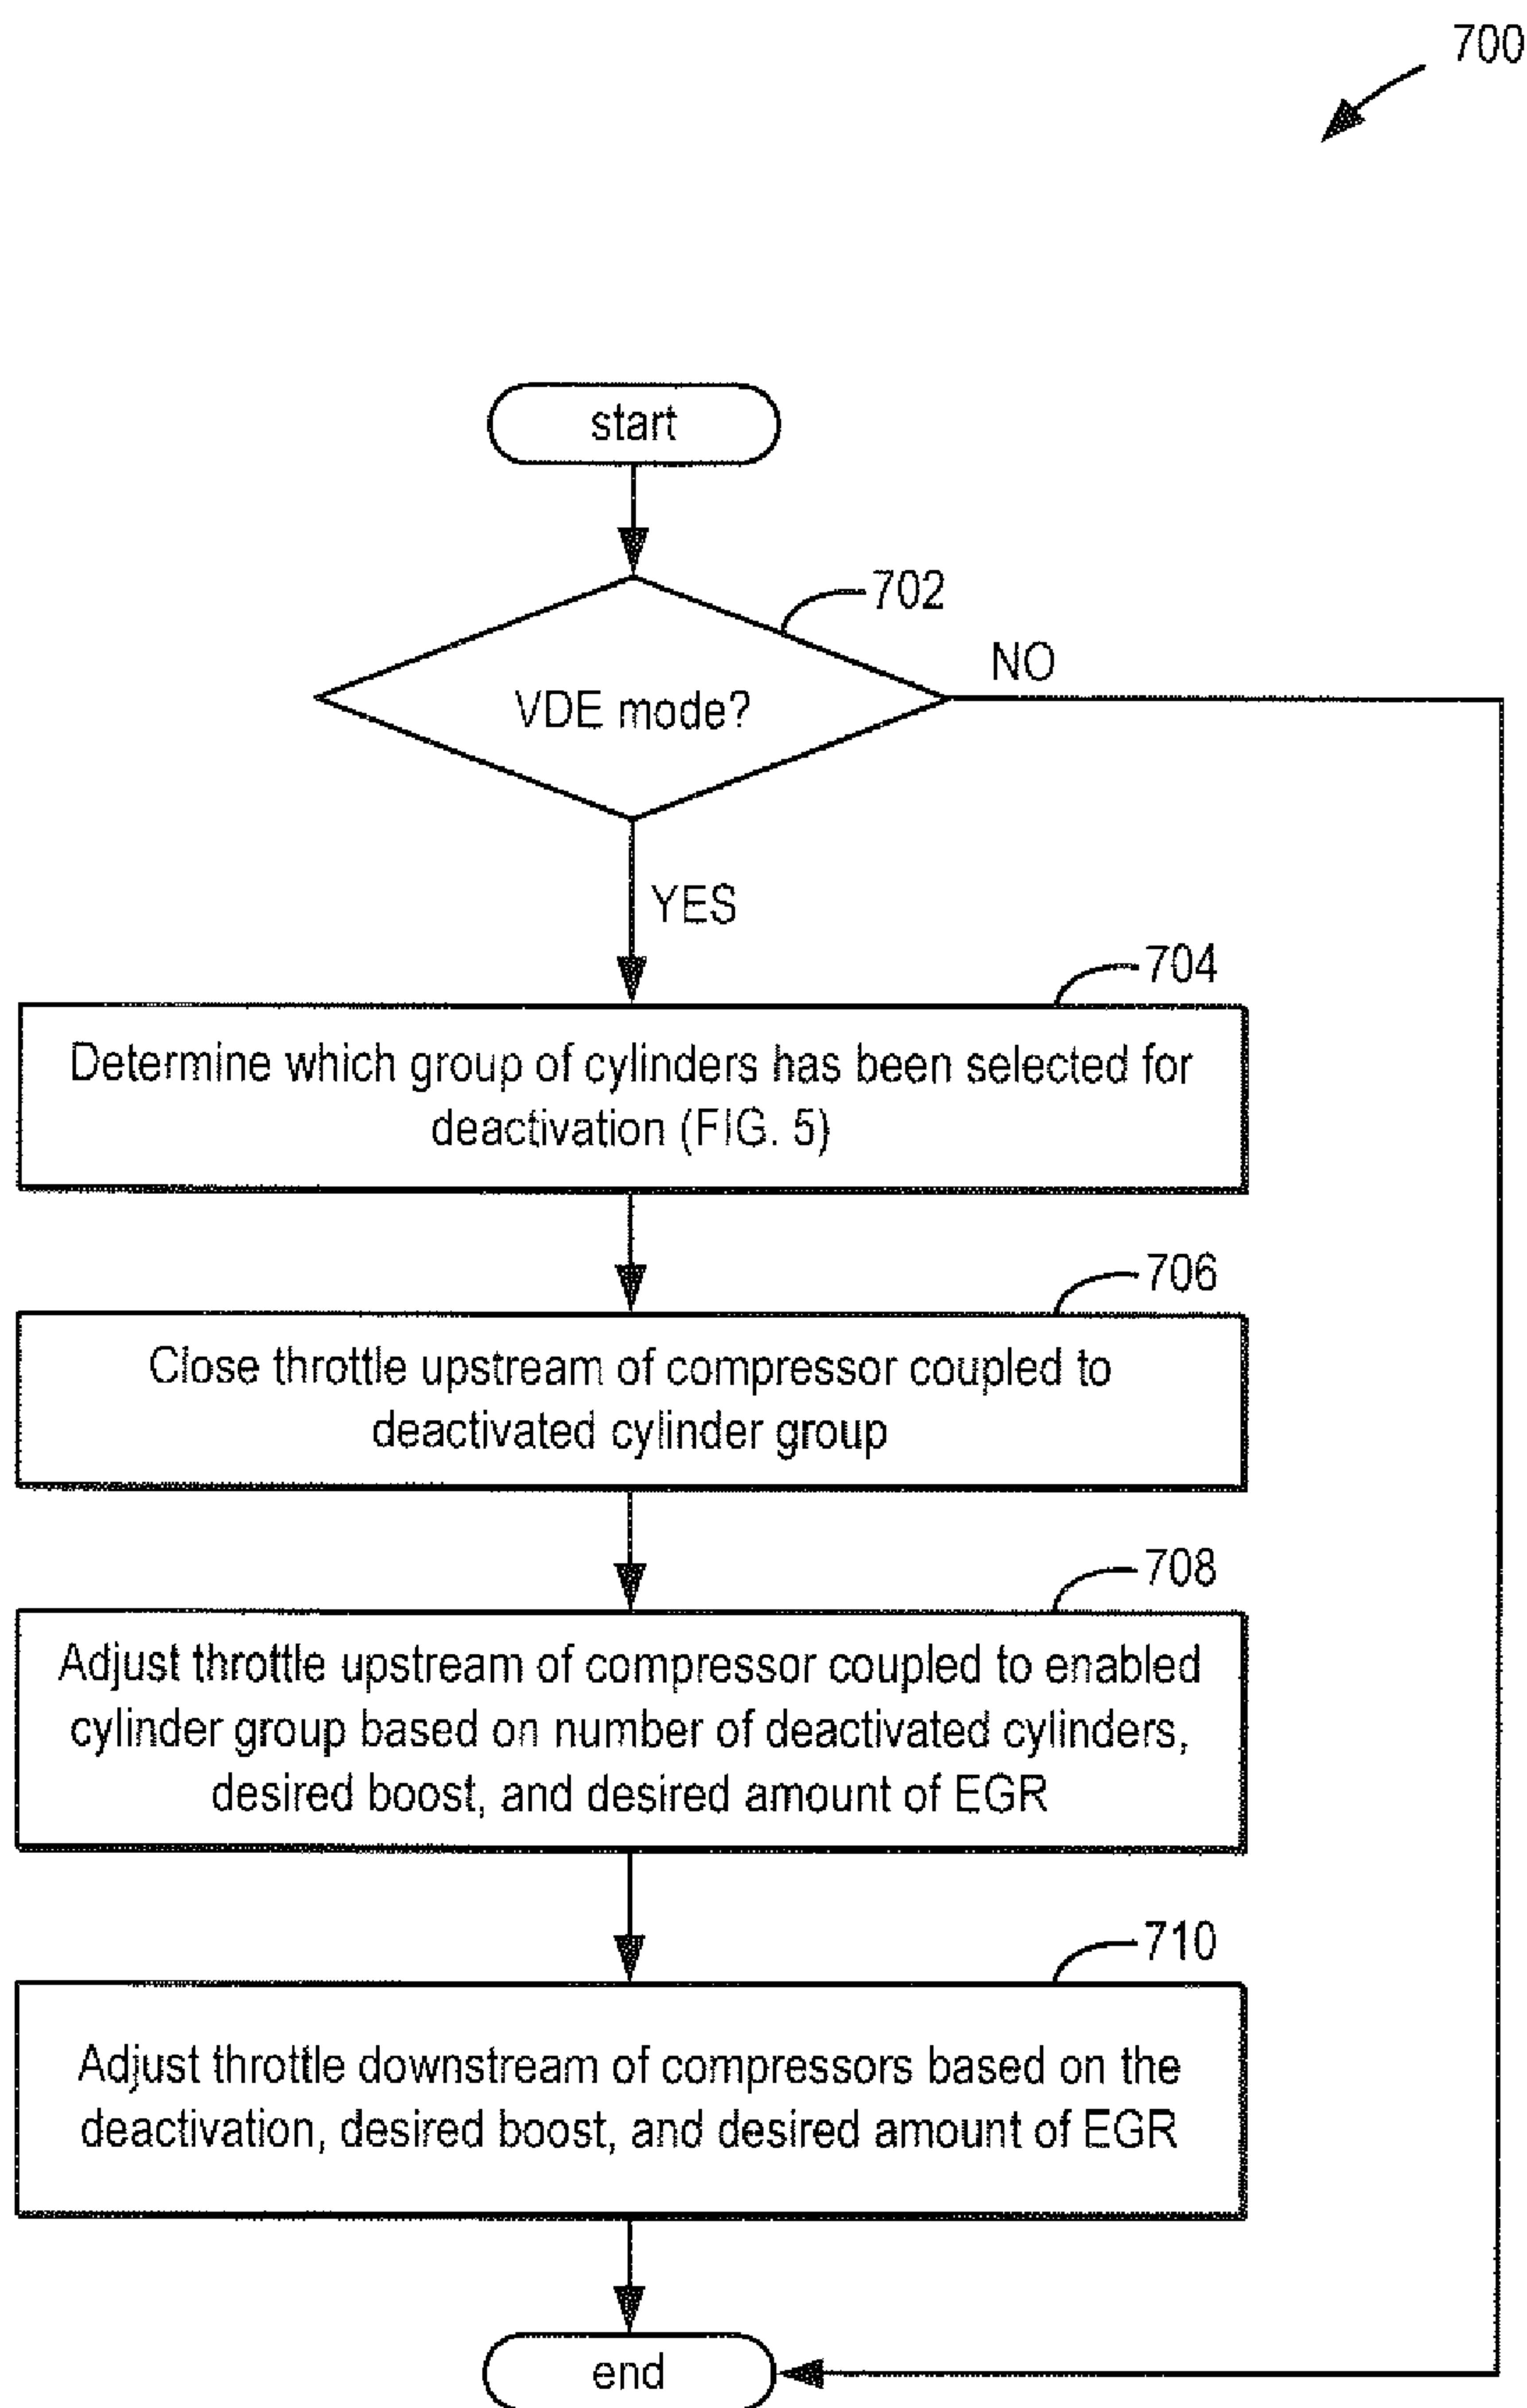 700
start
702
VDE mode?
NO
YES
704
Determine which group of cylinders has been selected for
deactivation (FIG. 5)
706
Close throttle upstream of compressor coupled to
deactivated cylinder group
708
Adjust throttle upstream of compressor coupled to enabled
cylinder group based on number of deactivated cylinders,
desired boost, and desired amount of EGR
710
Adjust throttle downstream of compressors based on the
deactivation, desired boost, and desired amount of EGR
end